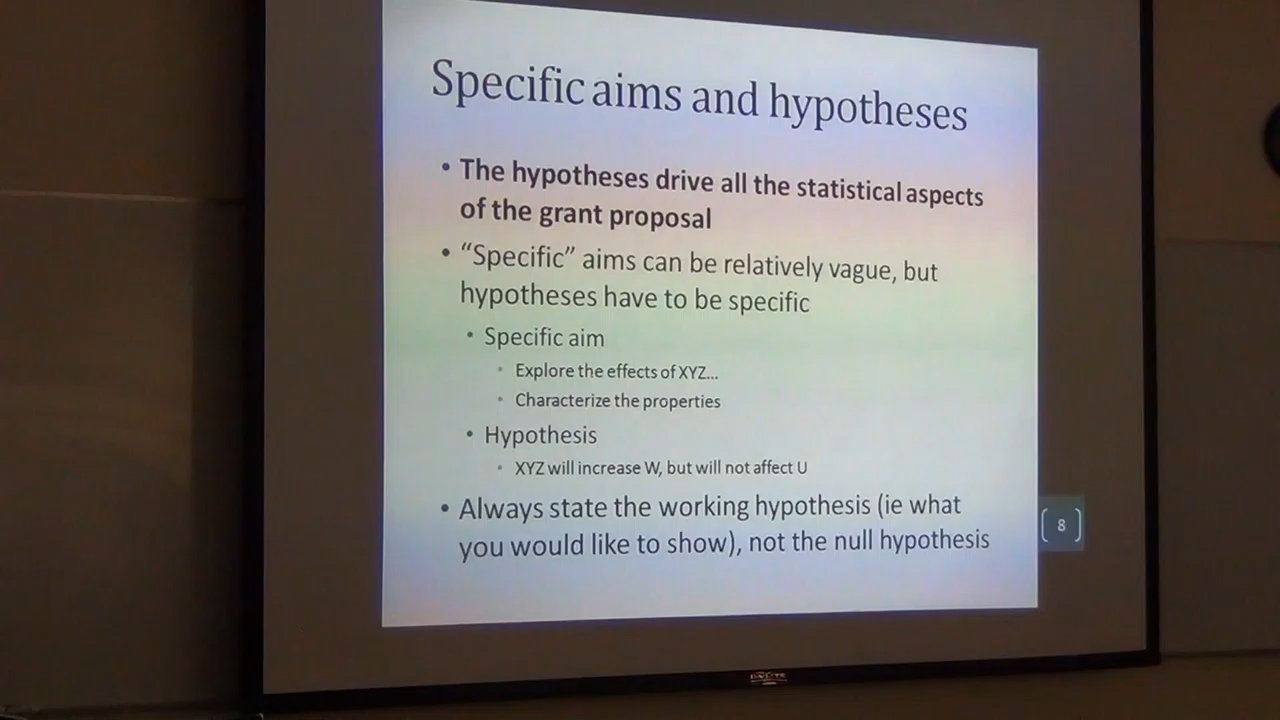 Specific aims and hypotheses
• The hypotheses drive all the statistical aspects
of the grant proposal
• “Specific” aims can be relatively vague, but
hypotheses have to be specific
• Specific aim
• Explore the effects of XYZ...
• Characterize the properties
• Hypothesis
• XYZ will increase W, but will not affect U
• Always state the working hypothesis (ie what
you would like to show), not the null hypothesis
8
DA-LITE